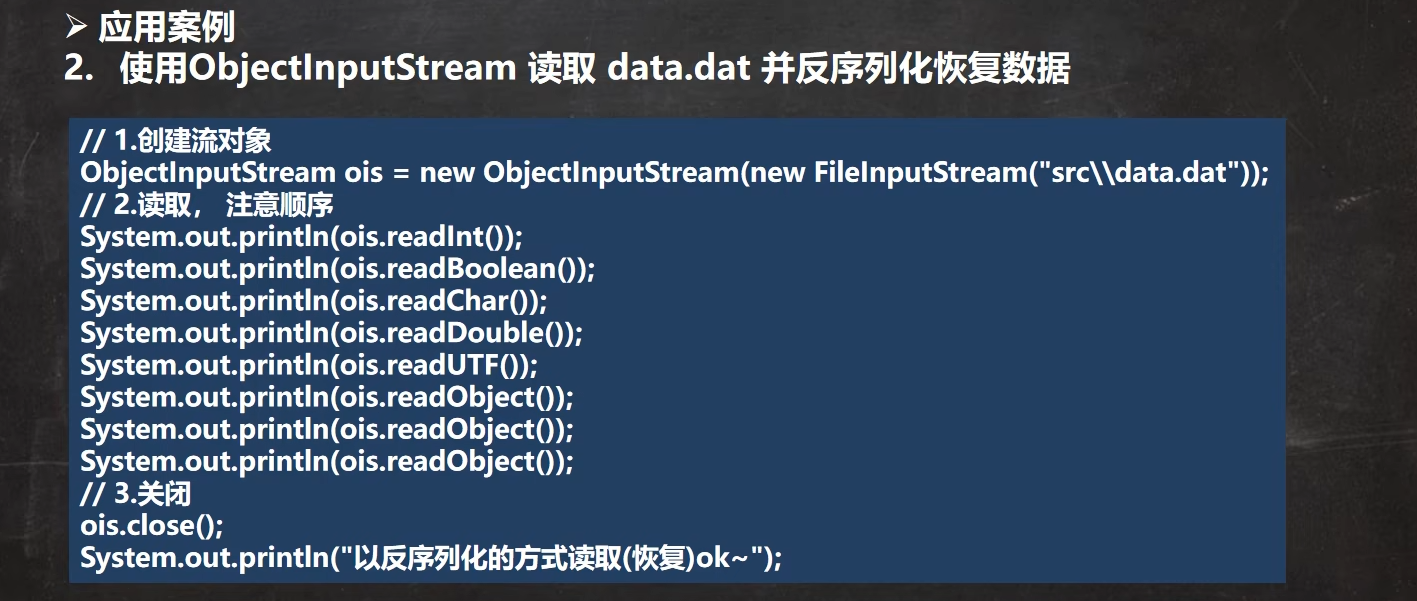 ➢ 应用案例
2. 使用ObjectInputStream 读取 data.dat 并反序列化恢复数据
// 1.创建流对象
ObjectInputStream ois = new ObjectInputStream(new FileInputStream("src\\data.dat"));
// 2.读取， 注意顺序
System.out.println(ois.readInt());
System.out.println(ois.readBoolean());
System.out.println(ois.readChar());
System.out.println(ois.readDouble());
System.out.println(ois.readUTF());
System.out.println(ois.readObject());
System.out.println(ois.readObject());
System.out.println(ois.readObject());
// 3.关闭
ois.close();
System.out.println("以反序列化的方式读取(恢复)ok~");